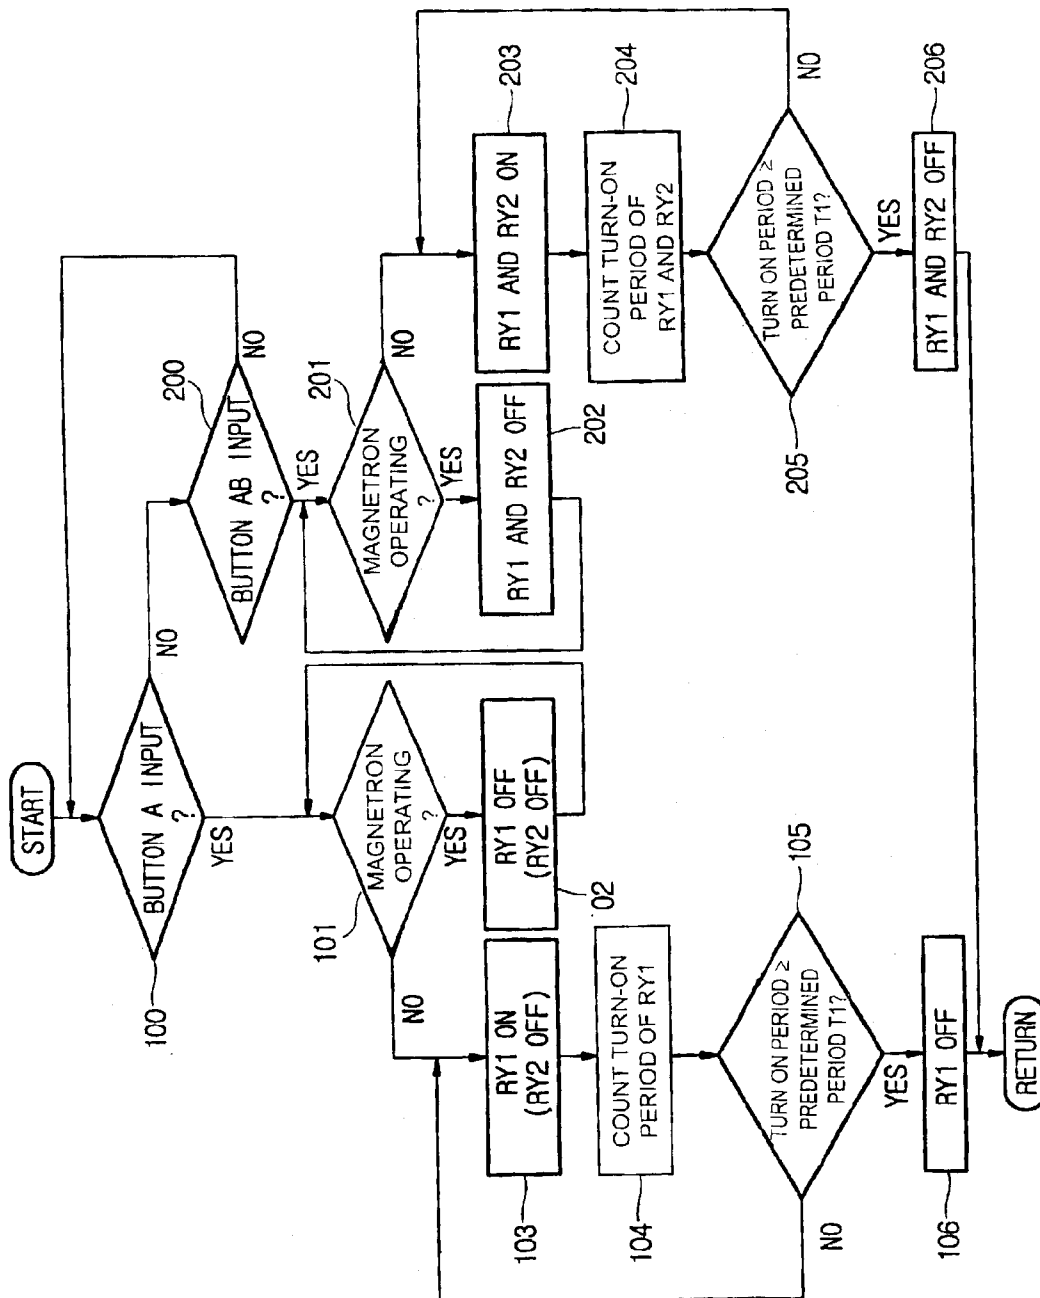 START
BUTTON A INPUT
?
100
YES
NO
BUTTON AB INPUT
?
200
YES
NO
MAGNETRON
OPERATING
?
101
YES
NO
RY1 OFF
(RY2 OFF)
02
RY1 ON
(RY2 OFF)
103
COUNT TURN-ON
PERIOD OF RY1
104
TURN ON PERIOD ≥
PREDETERMINED
PERIOD T1?
105
NO
YES
RY1 OFF
106
RETURN
MAGNETRON
OPERATING
?
201
YES
NO
RY1 AND RY2 OFF
202
RY1 AND RY2 ON
203
COUNT TURN-ON
PERIOD OF
RY1 AND RY2
204
TURN ON PERIOD ≥
PREDETERMINED
PERIOD T1?
205
NO
YES
RY1 AND RY2 OFF
206